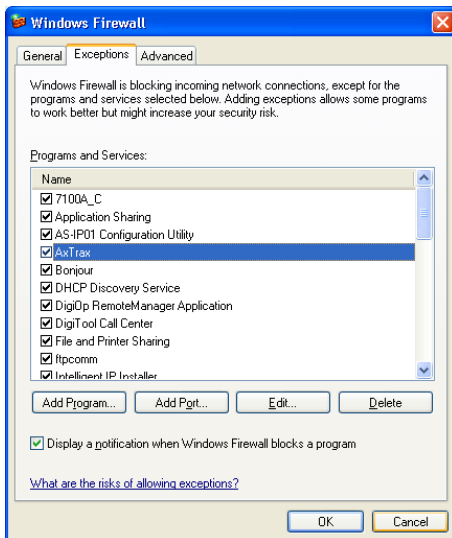 Windows Firewall
General Exceptions Advanced
Windows Firewall is blocking incoming network connections, except for the
programs and services selected below. Adding exceptions allows some programs
to work better but might increase your security risk.
Programs and Services:
Name
7100A_C
Application Sharing
AS-IP01 Configuration Utility
AxTrax
Bonjour
DHCP Discovery Service
DigiOp RemoteManager Application
DigiTool Call Center
File and Printer Sharing
ftpcomm
Intelligent IP Installer
Add Program... Add Port... Edit... Delete
Display a notification when Windows Firewall blocks a program
What are the risks of allowing exceptions?
OK Cancel